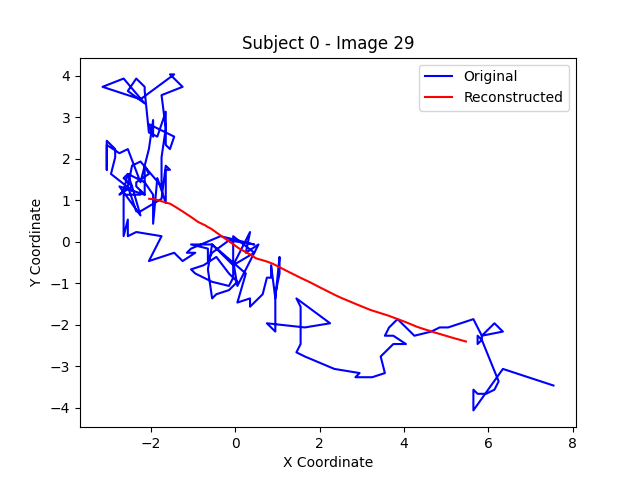 Subject 0 - Image 29
Original
Reconstructed
Y Coordinate
4
3
2
1
0
−1
−2
−3
−4
−2 0 2 4 6 8
X Coordinate